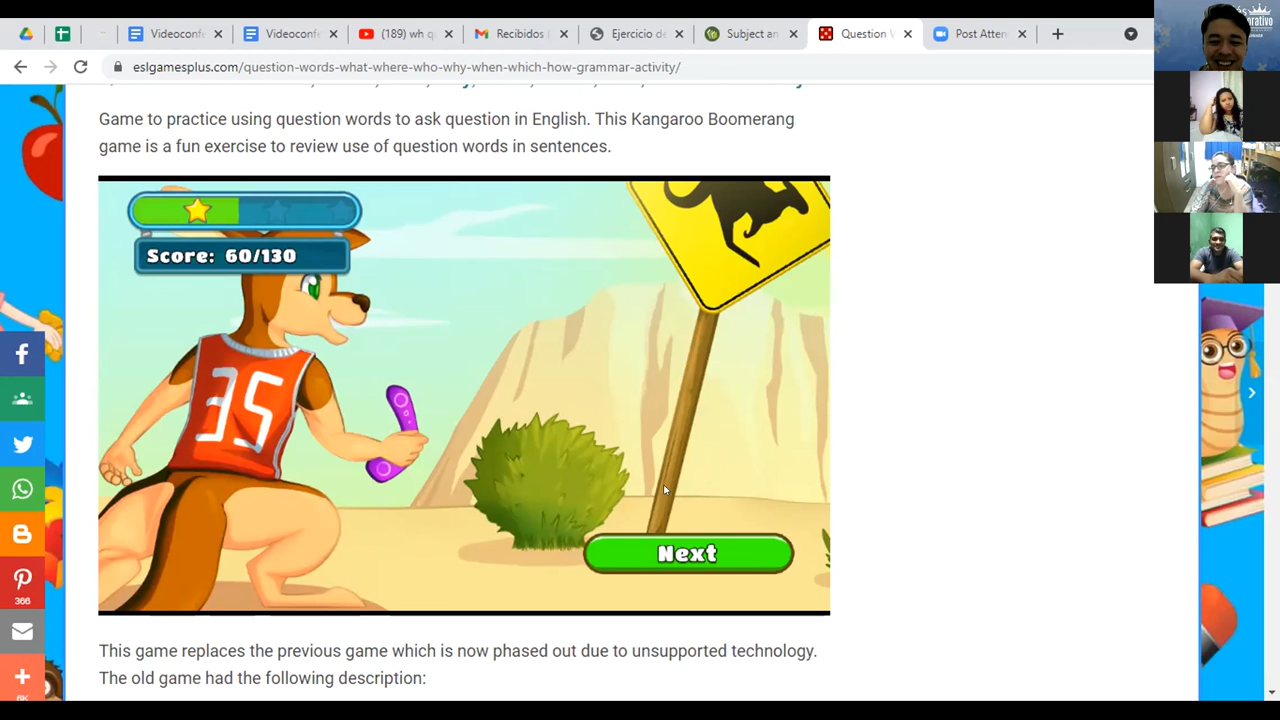 Videoconfe
Videoconfe
(189) wh qu
Recibidos
Ejercicio de
Subject an
Question W
Post Atten
eslgamesplus.com/question-words-what-where-who-why-when-which-how-grammar-activity/
Game to practice using question words to ask question in English. This Kangaroo Boomerang
game is a fun exercise to review use of question words in sentences.
Score: 60/130
35
Next
366
6K
This game replaces the previous game which is now phased out due to unsupported technology.
The old game had the following description: